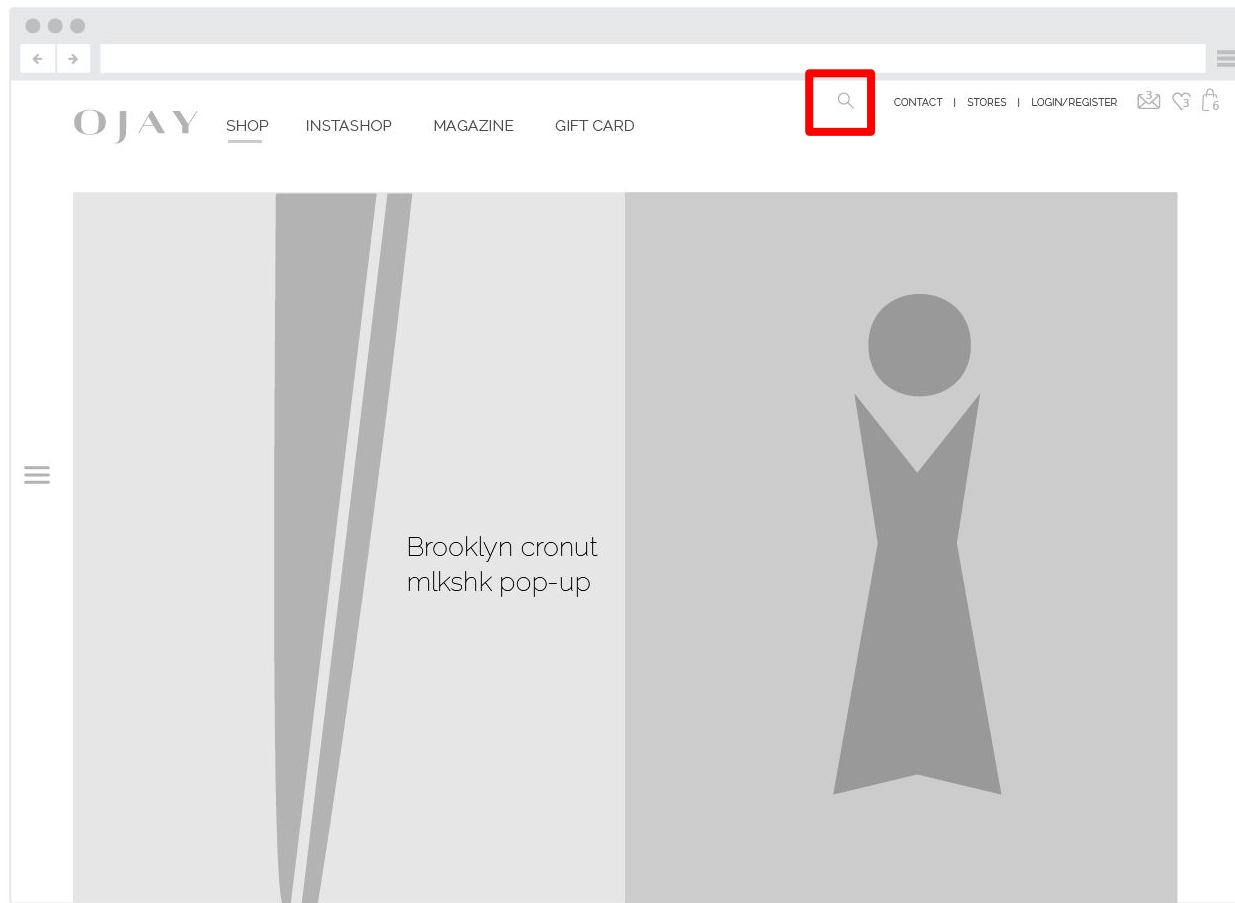 CONTACT | STORES | LOGIN/REGISTER 3 3 6
OJAY SHOP INSTASHOP MAGAZINE GIFT CARD
Brooklyn cronut
mlkshk pop-up